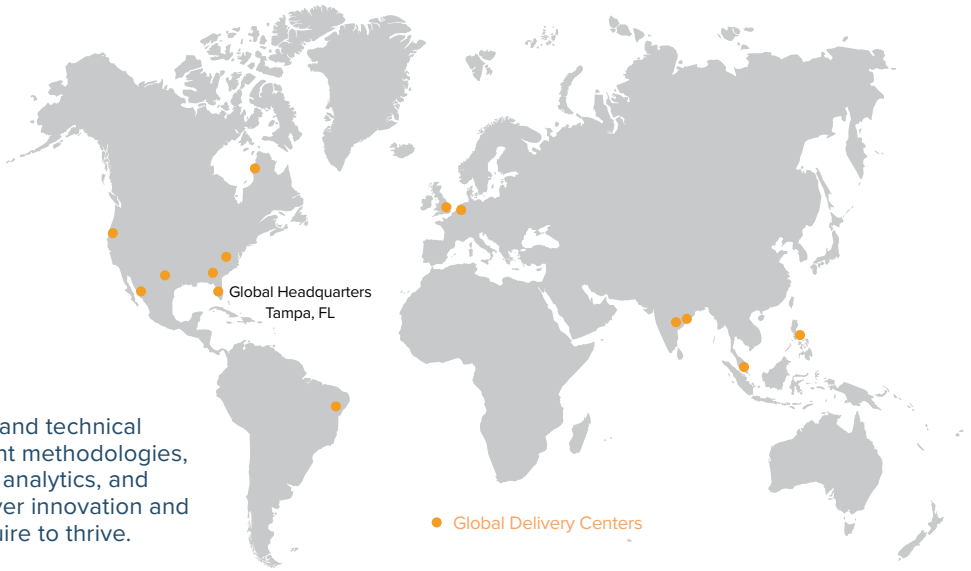 Global Headquarters
Tampa, FL
and technical
nt methodologies,
analytics, and
ver innovation and
uire to thrive.
Global Delivery Centers